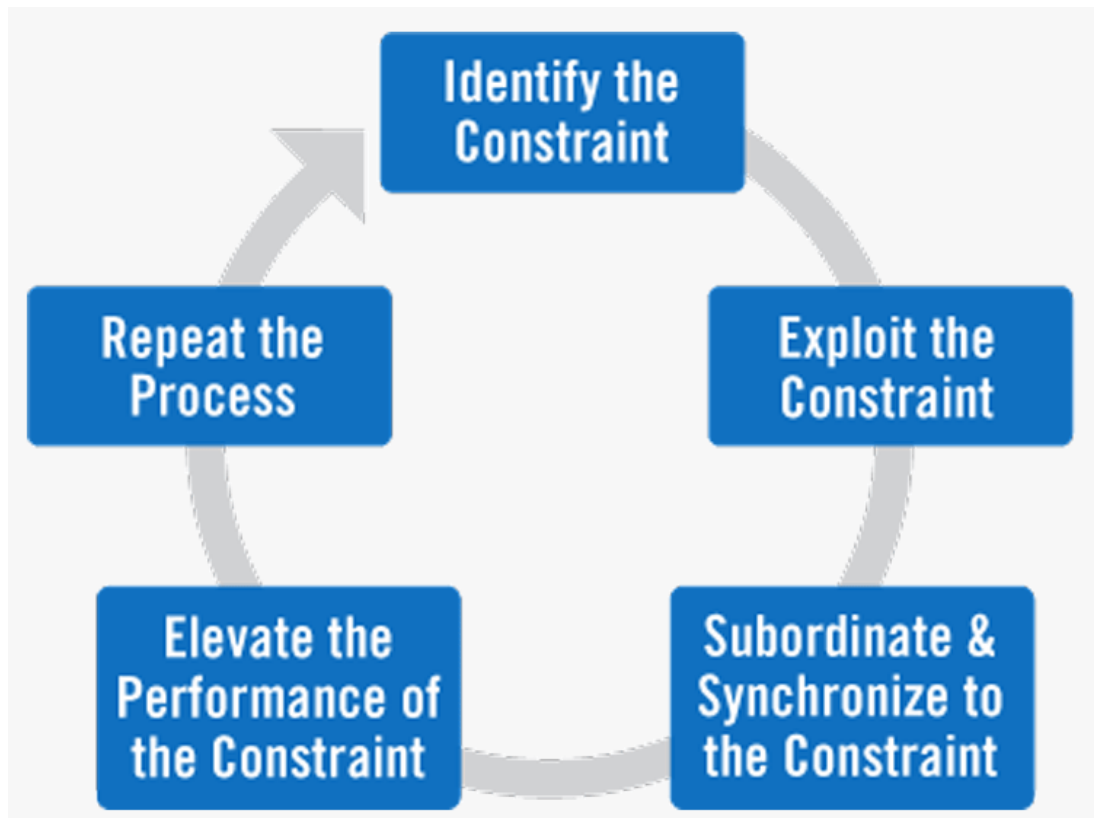 Identify the
Constraint
Exploit the
Constraint
Subordinate &
Synchronize to
the Constraint
Elevate the
Performance of
the Constraint
Repeat the
Process